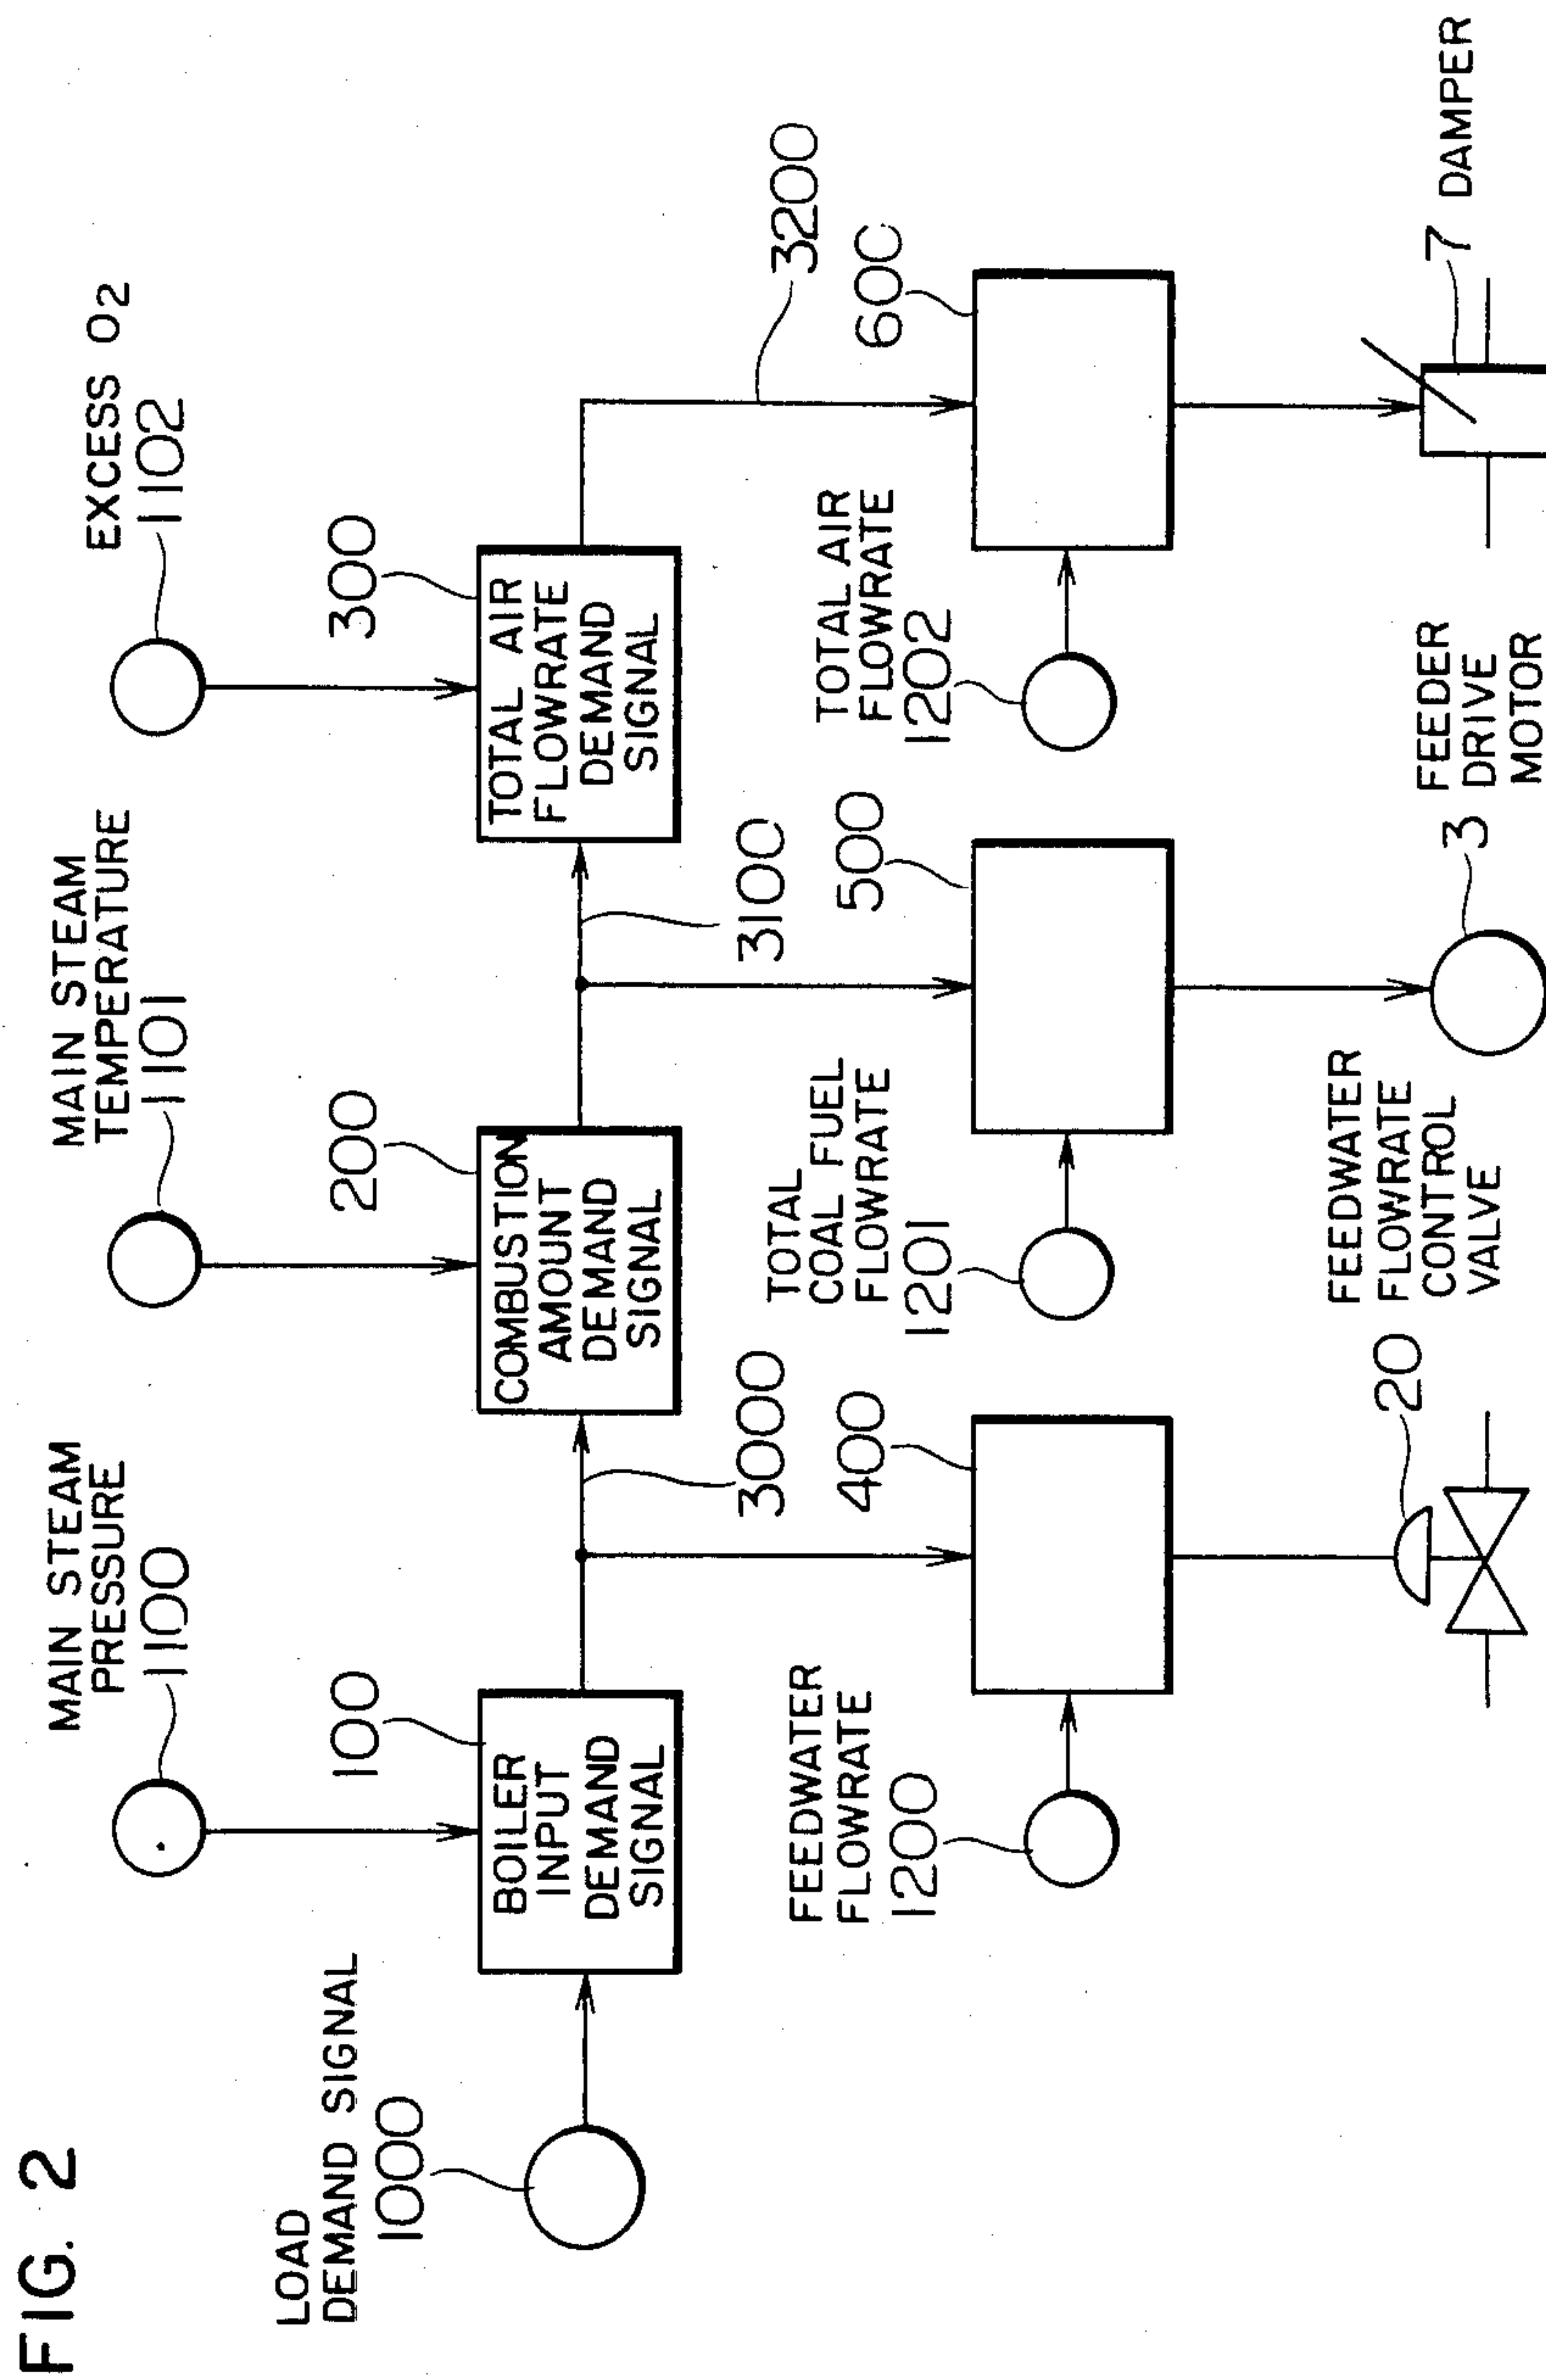 FIG. 2
LOAD
DEMAND SIGNAL
1000
MAIN STEAM
PRESSURE
1100
MAIN STEAM
TEMPERATURE
1101
EXCESS O2
1102
100
BOILER
INPUT
DEMAND
SIGNAL
200
COMBUSTION
AMOUNT
DEMAND
SIGNAL
300
TOTAL AIR
FLOWRATE
DEMAND
SIGNAL
3000
3100
3200
FEEDWATER
FLOWRATE
1200
400
TOTAL
COAL FUEL
FLOWRATE
1201
500
TOTAL AIR
FLOWRATE
1202
600
FEEDWATER
FLOWRATE
CONTROL
VALVE
20
FEEDER
DRIVE
MOTOR
3
7 DAMPER